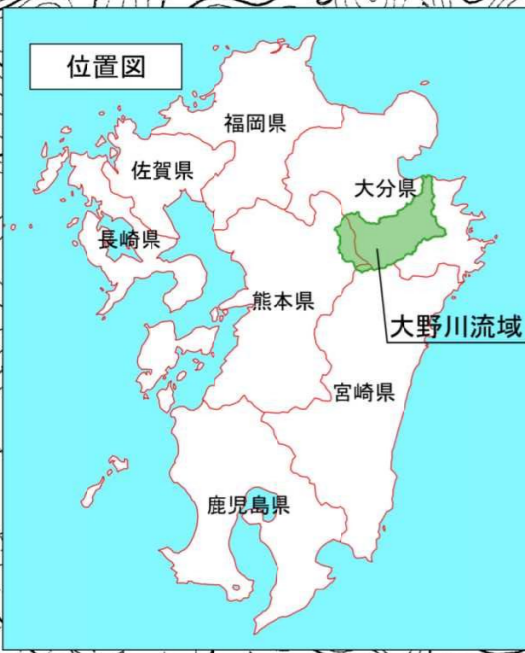 位置図
福岡県
佐賀県
大分県
長崎県
熊本県
大野川流域
宮崎県
鹿児島県